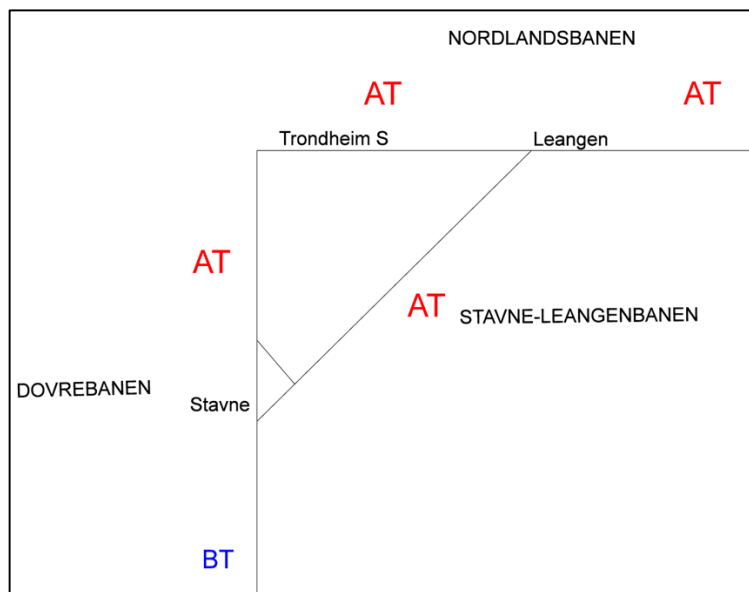 NORDLANDSBANEN
AT
AT
Trondheim S
Leangen
AT
AT
STAVNE-LEANGENBANEN
DOVREBANEN
Stavne
BT